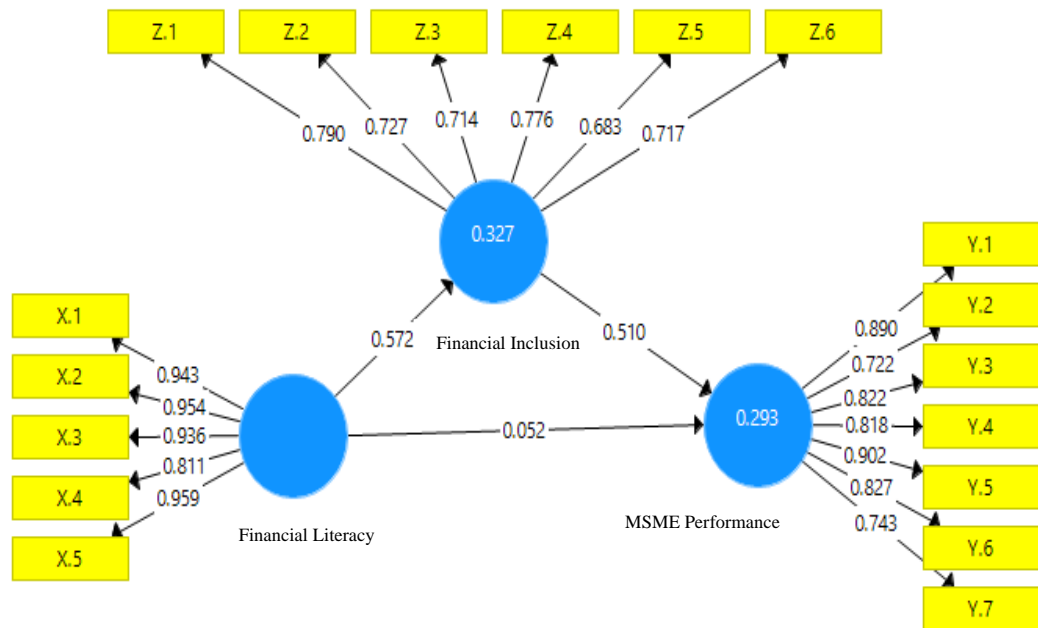 Z.1
Z.2
Z.3
Z.4
Z.5
Z.6
0.790
0.727
0.714
0.776
0.683
0.717
0.327
Financial Inclusion
X.1
X.2
X.3
X.4
X.5
0.943
0.954
0.936
0.811
0.959
Financial Literacy
0.572
0.510
0.052
0.293
MSME Performance
0.890
0.722
0.822
0.818
0.902
0.827
0.743
Y.1
Y.2
Y.3
Y.4
Y.5
Y.6
Y.7